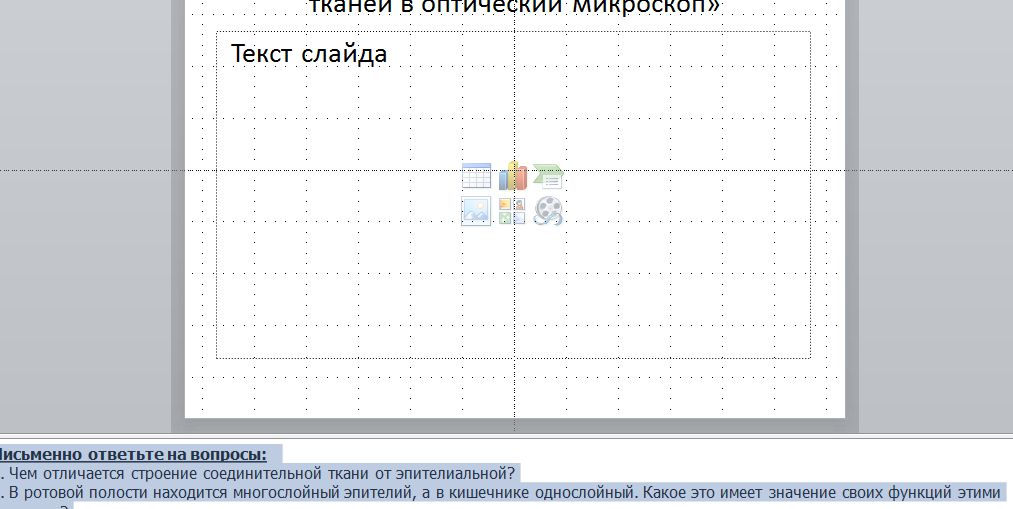 тканей в оптический микроскоп»
Текст слайда
Письменно ответьте на вопросы:
. Чем отличается строение соединительной ткани от эпителиальной?
. В ротовой полости находится многослойный эпителий, а в кишечнике однослойный. Какое это имеет значение своих функций этими